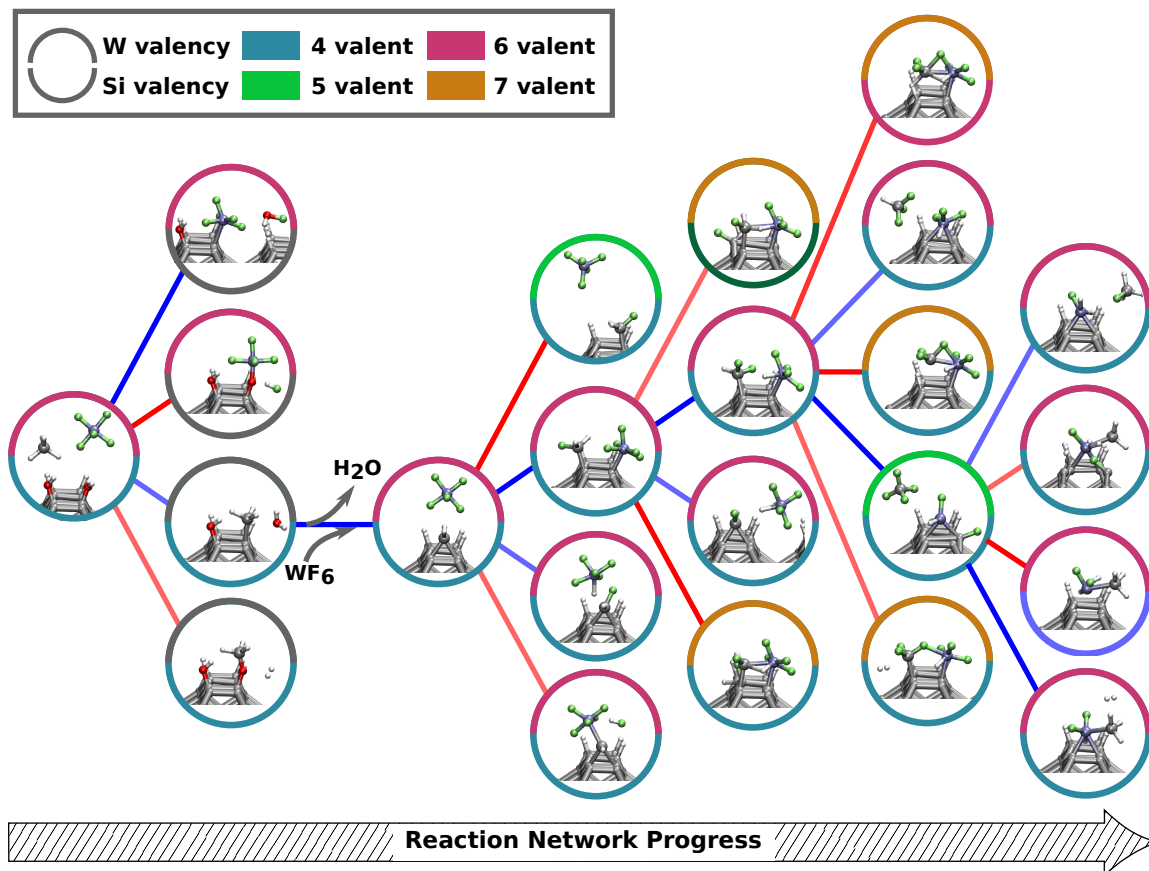 W valency 4 valent 6 valent
Si valency 5 valent 7 valent
H2O
WF6
Reaction Network Progress